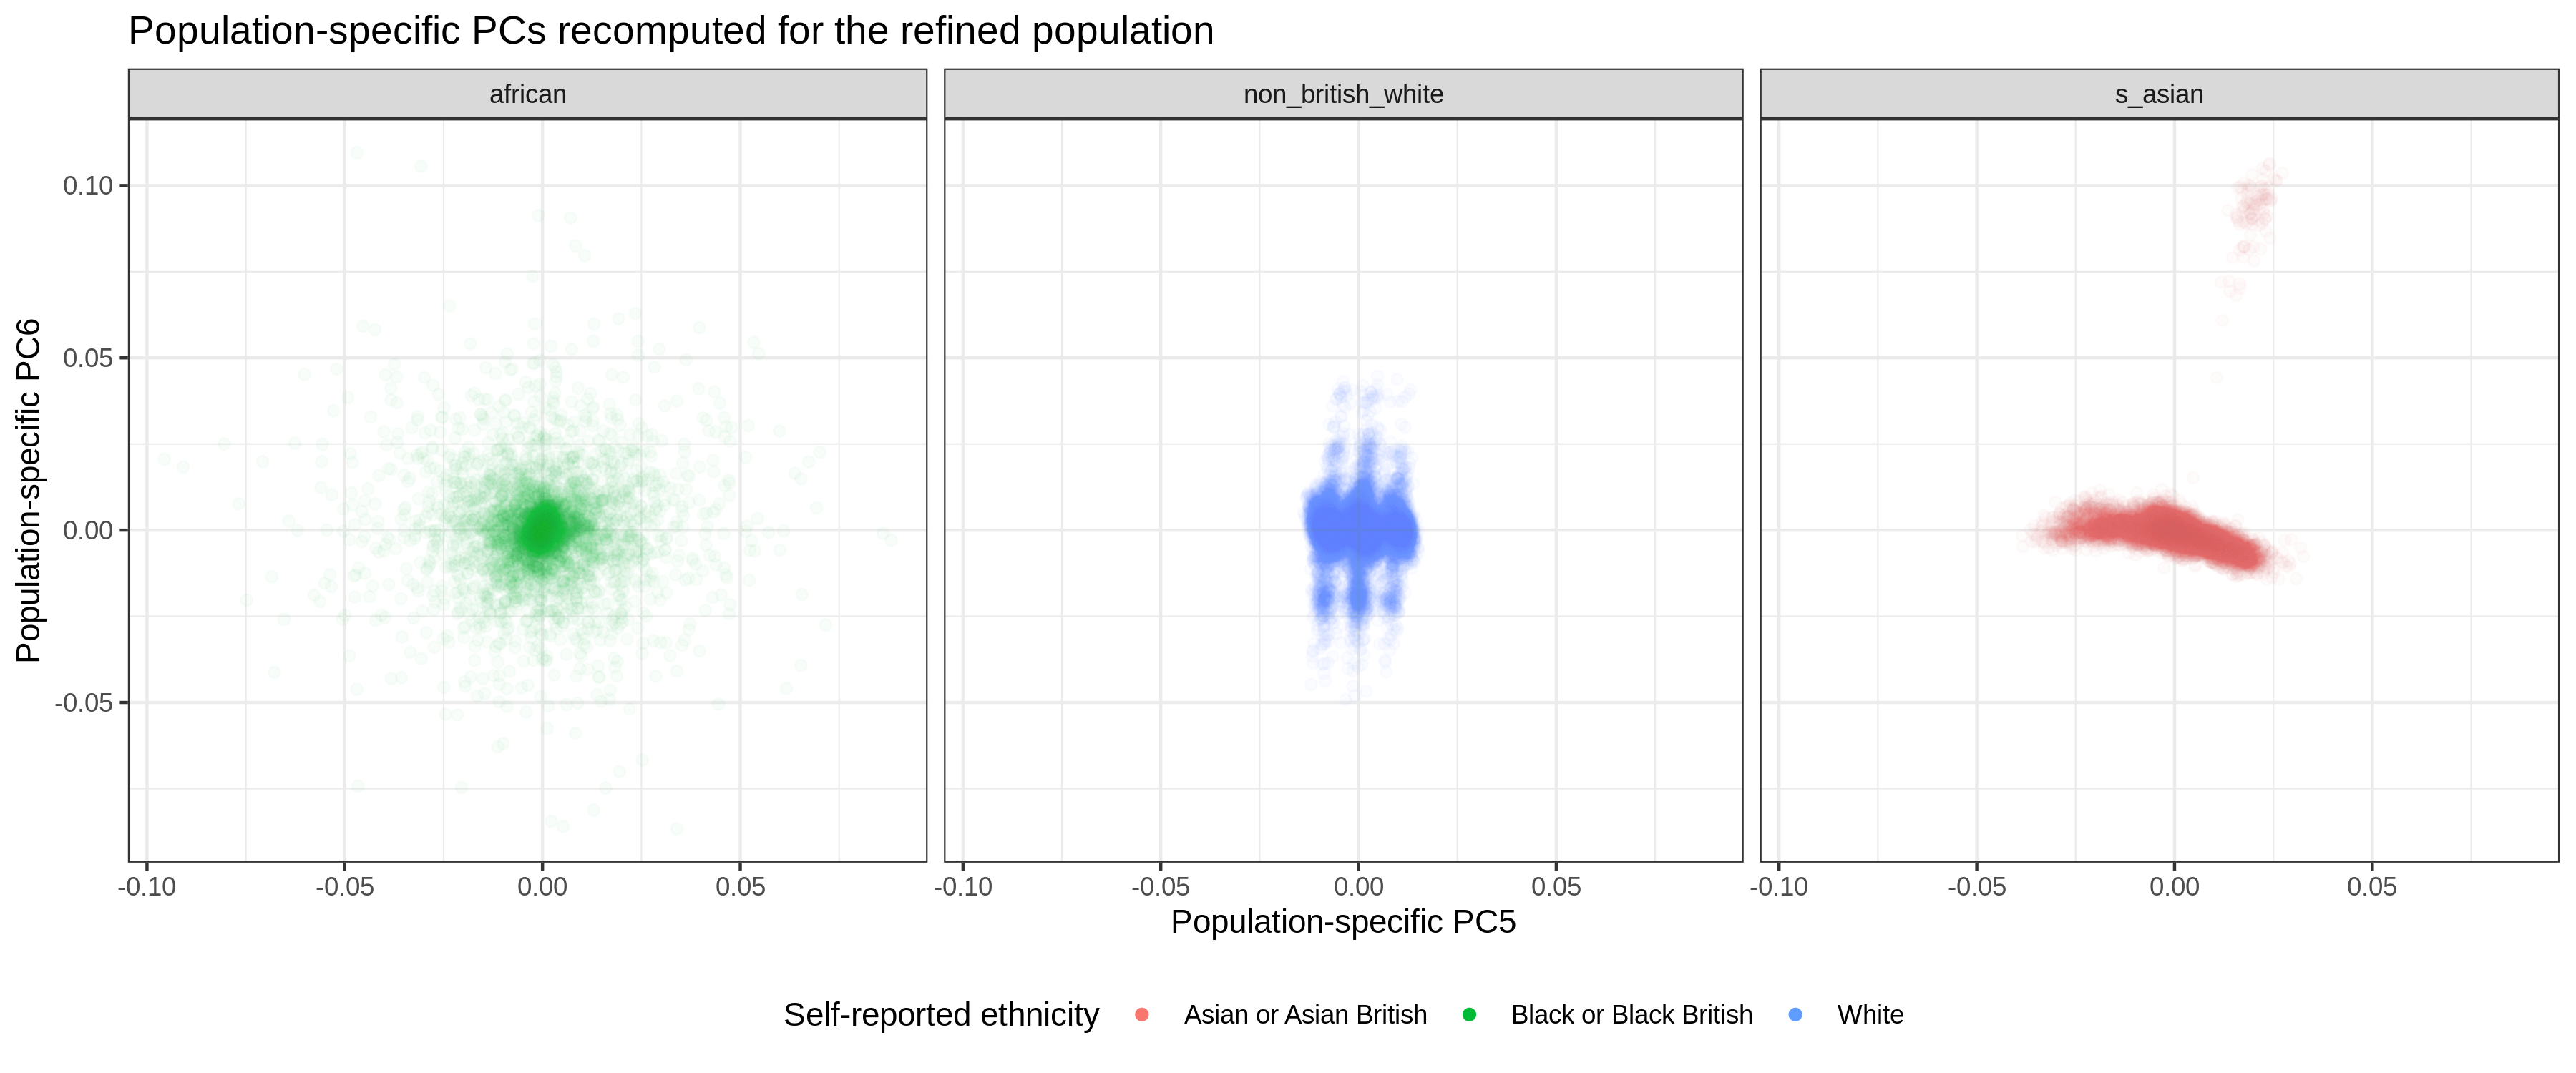 Population-specific PCs recomputed for the refined population
african non_british_white s_asian
Population-specific PC6
0.10
0.05
0.00
-0.05
-0.10 -0.05 0.00 0.05 -0.10 -0.05 0.00 0.05 -0.10 -0.05 0.00 0.05
Population-specific PC5
Self-reported ethnicity Asian or Asian British Black or Black British White